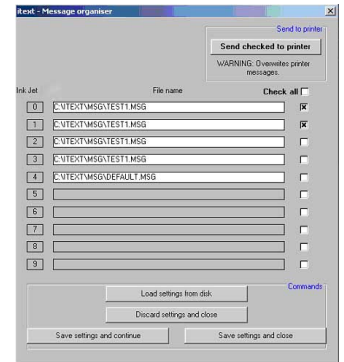 itext - Message organiser
Send to printer
Send checked to printer
WARNING: Overwrites printer
messages.
Ink Jet File name Check all
0 C:\ITEXT\MSG\TEST1.MSG
1 C:\ITEXT\MSG\TEST1.MSG
2 C:\ITEXT\MSG\TEST1.MSG
3 C:\ITEXT\MSG\TEST1.MSG
4 C:\ITEXT\MSG\DEFAULT.MSG
5
6
7
8
9
Commands
Load settings from disk
Discard settings and close
Save settings and continue Save settings and close